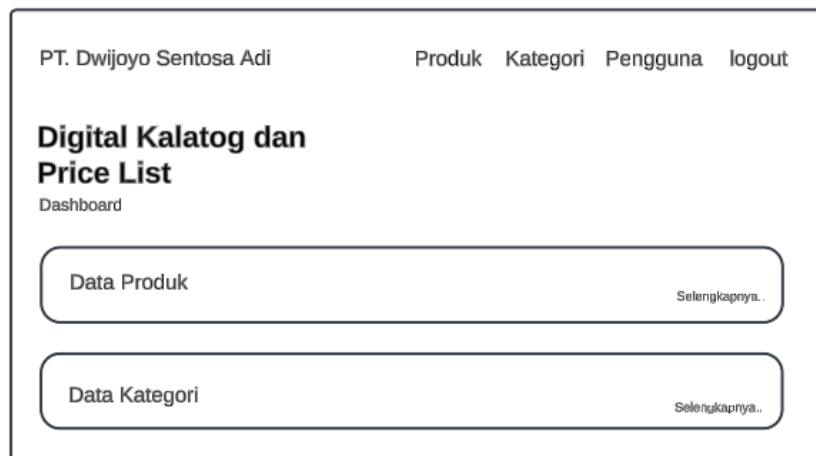 PT. Dwijoyo Sentosa Adi Produk Kategori Pengguna logout
Digital Kalatog dan
Price List
Dashboard
Data Produk
Selengkapnya..
Data Kategori
Selengkapnya..